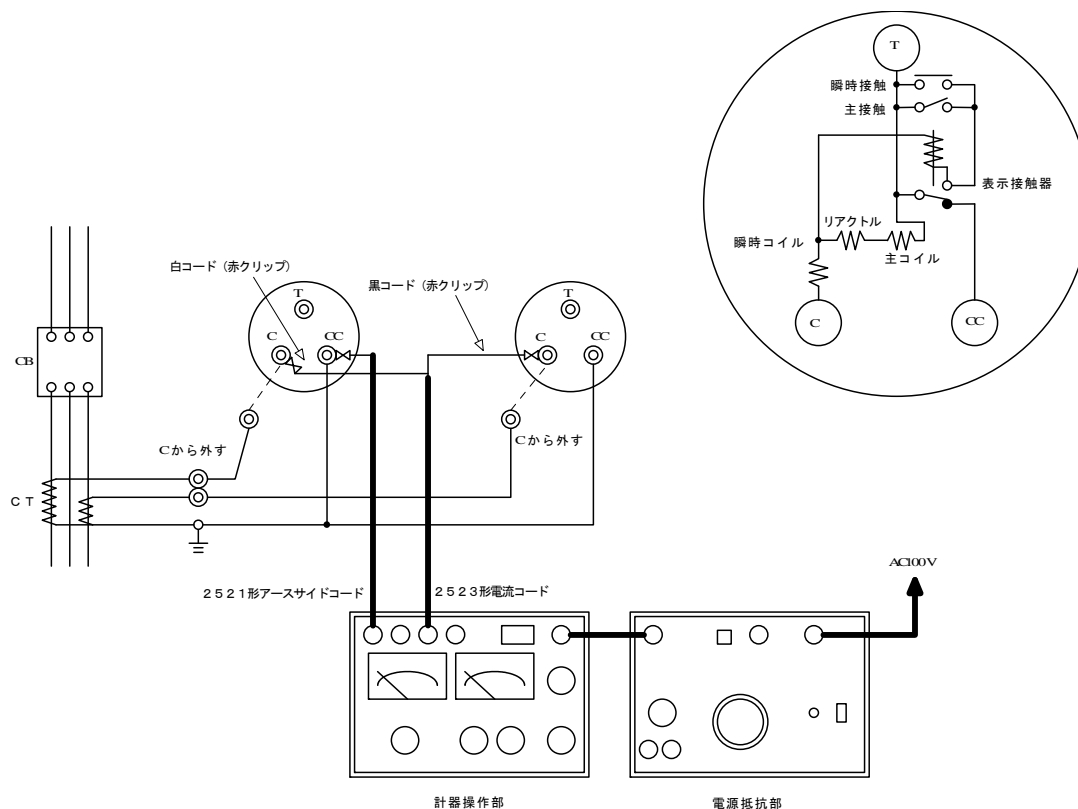 T
瞬時接触
主接触
表示接触器
リアクトル
瞬時コイル
主コイル
C
CC
白コード（赤クリップ）
黒コード（赤クリップ）
T
C
CC
T
C
CC
CB
Cから外す
Cから外す
ＣＴ
AC100V
２５２１形アースサイドコード
２５２３形電流コード
計器操作部
電源抵抗部